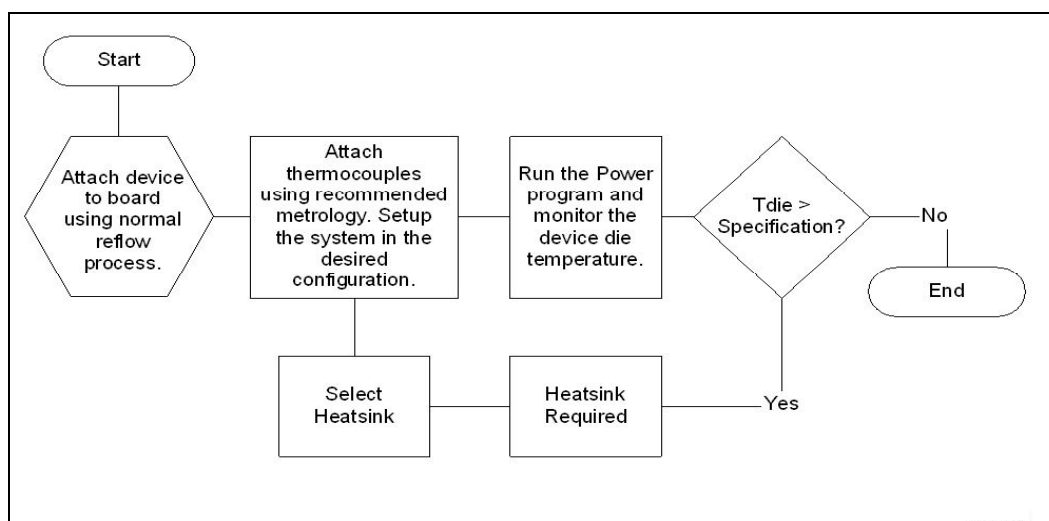 Start
Attach device
to board
using normal
reflow
process.
Attach
thermocouples
using recommended
metrology. Setup
the system in the
desired
configuration.
Run the Power
program and
monitor the
device die
temperature.
Tdie >
Specification?
No
End
Select
Heatsink
Heatsink
Required
Yes